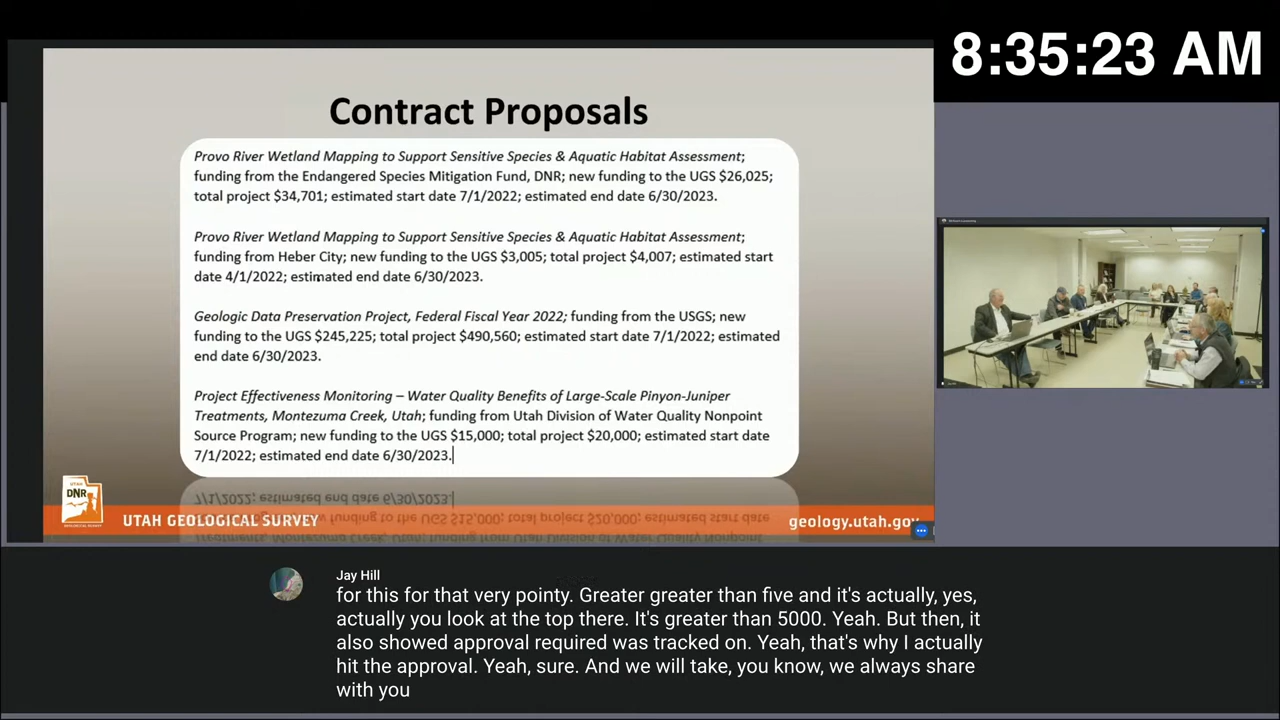 8:35:23 AM
Contract Proposals
Provo River Wetland Mapping to Support Sensitive Species & Aquatic Habitat Assessment;
funding from the Endangered Species Mitigation Fund, DNR; new funding to the UGS $26,025;
total project $34,701; estimated start date 7/1/2022; estimated end date 6/30/2023.
Provo River Wetland Mapping to Support Sensitive Species & Aquatic Habitat Assessment;
funding from Heber City; new funding to the UGS $3,005; total project $4,007; estimated start
date 4/1/2022; estimated end date 6/30/2023.
Geologic Data Preservation Project, Federal Fiscal Year 2022; funding from the USGS; new
funding to the UGS $245,225; total project $490,560; estimated start date 7/1/2022; estimated
end date 6/30/2023.
Project Effectiveness Monitoring – Water Quality Benefits of Large-Scale Pinyon-Juniper
Treatments, Montezuma Creek, Utah; funding from Utah Division of Water Quality Nonpoint
Source Program; new funding to the UGS $15,000; total project $20,000; estimated start date
7/1/2022; estimated end date 6/30/2023.
DNR
UTAH GEOLOGICAL SURVEY
geology.utah.gov
Jay Hill
for this for that very pointy. Greater greater than five and it's actually, yes,
actually you look at the top there. It's greater than 5000. Yeah. But then, it
also showed approval required was tracked on. Yeah, that's why I actually
hit the approval. Yeah, sure. And we will take, you know, we always share
with you